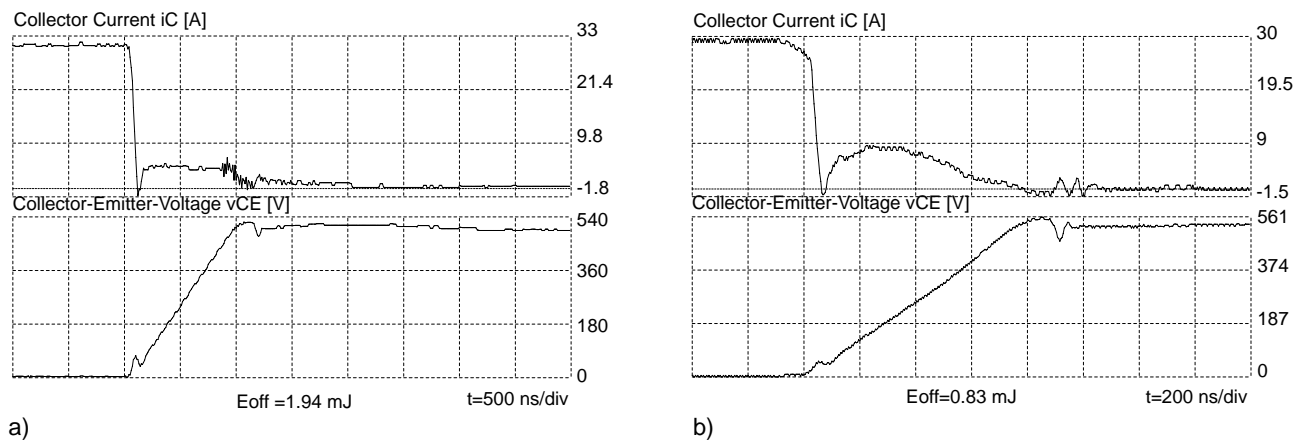 Collector Current iC [A]
33
21.4
9.8
-1.8
Collector-Emitter-Voltage vCE [V]
540
360
180
0
Eoff =1.94 mJ
t=500 ns/div
a)
Collector Current iC [A]
30
19.5
9
-1.5
Collector-Emitter-Voltage vCE [V]
561
374
187
0
Eoff=0.83 mJ
t=200 ns/div
b)